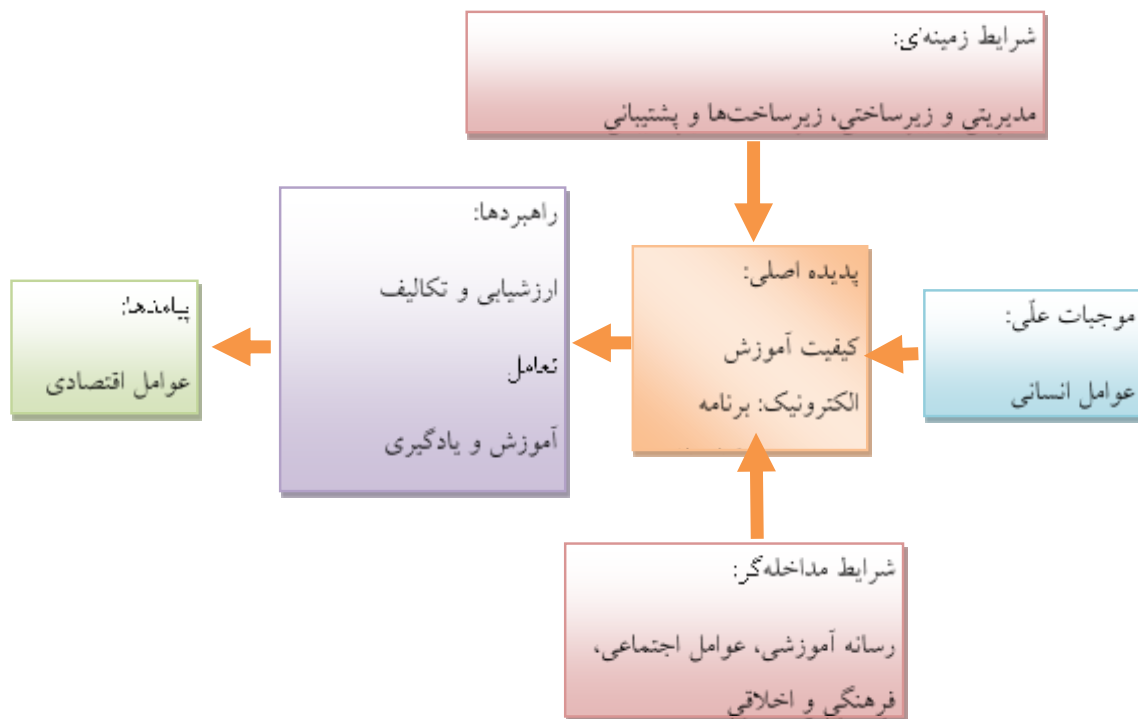 شرایط زمینه‌ای:
مدیریتی و زیرساختی، زیرساخت‌ها و پشتیبانی
راهبردها:
ارزشیابی و تکالیف
تعامل
آموزش و یادگیری
پدیده اصلی:
کیفیت آموزش
الکترونیک: برنامه
موجبات علّی:
عوامل انسانی
پیامدها:
عوامل اقتصادی
شرایط مداخله‌گر:
رسانه آموزشی، عوامل اجتماعی،
فرهنگی و اخلاقی